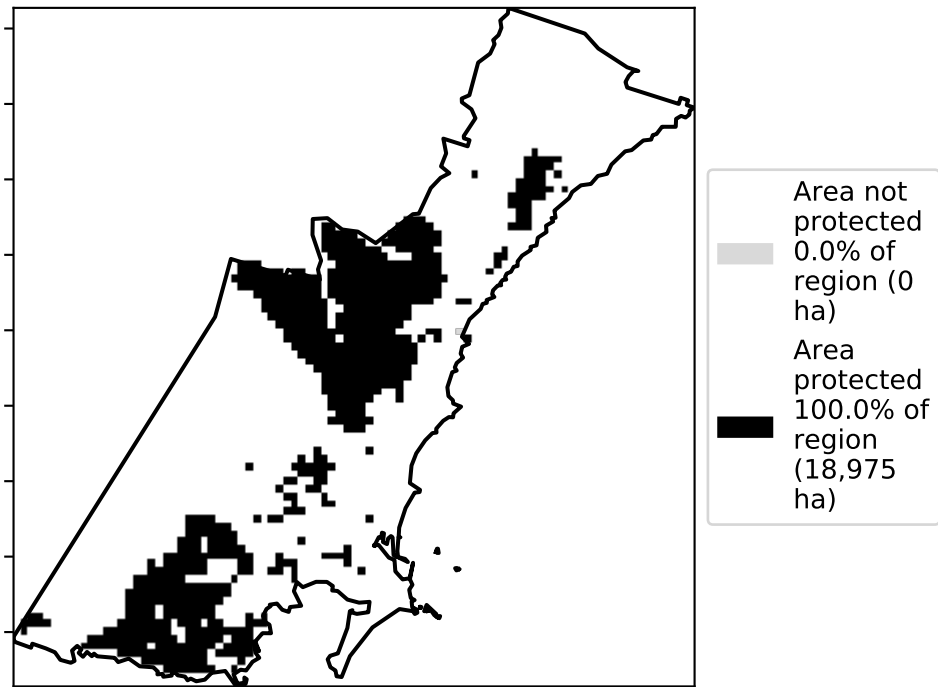 Area not
protected
0.0% of
region (0
ha)
Area
protected
100.0% of
region
(18,975
ha)